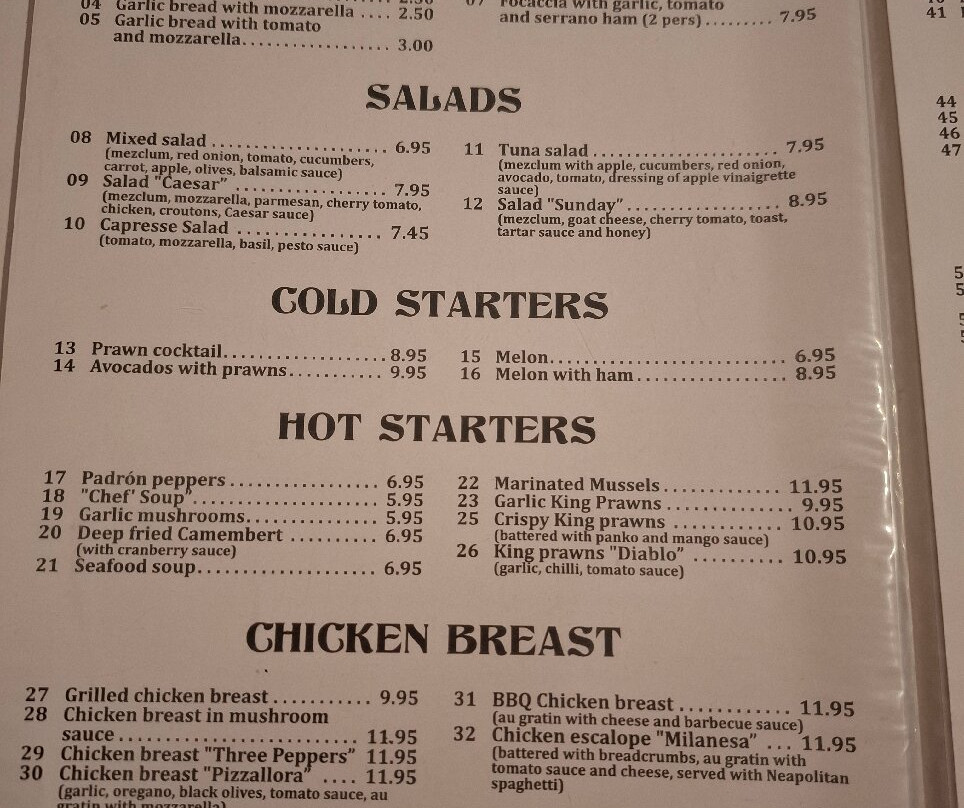 04 Garlic bread with mozzarella .... 2.50
05 Garlic bread with tomato
and mozzarella.................. 3.00
07 Focaccia with garlic, tomato
and serrano ham (2 pers)......... 7.95
SALADS
08 Mixed salad ...................... 6.95
(mezclum, red onion, tomato, cucumbers,
carrot, apple, olives, balsamic sauce)
09 Salad "Caesar" ................ 7.95
(mezclum, mozzarella, parmesan, cherry tomato,
chicken, croutons, Caesar sauce)
10 Capresse Salad ................ 7.45
(tomato, mozzarella, basil, pesto sauce)
11 Tuna salad ..................... 7.95
(mezclum with apple, cucumbers, red onion,
avocado, tomato, dressing of apple vinaigrette
sauce)
12 Salad "Sunday" ................. 8.95
(mezclum, goat cheese, cherry tomato, toast,
tartar sauce and honey)
COLD STARTERS
13 Prawn cocktail.................. 8.95
14 Avocados with prawns.......... 9.95
15 Melon.......................... 6.95
16 Melon with ham ................ 8.95
HOT STARTERS
17 Padrón peppers ................ 6.95
18 "Chef' Soup".................... 5.95
19 Garlic mushrooms.............. 5.95
20 Deep fried Camembert ......... 6.95
(with cranberry sauce)
21 Seafood soup................... 6.95
22 Marinated Mussels............. 11.95
23 Garlic King Prawns .............. 9.95
25 Crispy King prawns ............ 10.95
(battered with panko and mango sauce)
26 King prawns "Diablo" .......... 10.95
(garlic, chilli, tomato sauce)
CHICKEN BREAST
27 Grilled chicken breast ........... 9.95
28 Chicken breast in mushroom
sauce ........................... 11.95
29 Chicken breast "Three Peppers" 11.95
30 Chicken breast "Pizzallora" .... 11.95
(garlic, oregano, black olives, tomato sauce, au
gratin with mozzarella)
31 BBQ Chicken breast ............ 11.95
(au gratin with cheese and barbecue sauce)
32 Chicken escalope "Milanesa" ... 11.95
(battered with breadcrumbs, au gratin with
tomato sauce and cheese, served with Neapolitan
spaghetti)
41
44
45
46
47